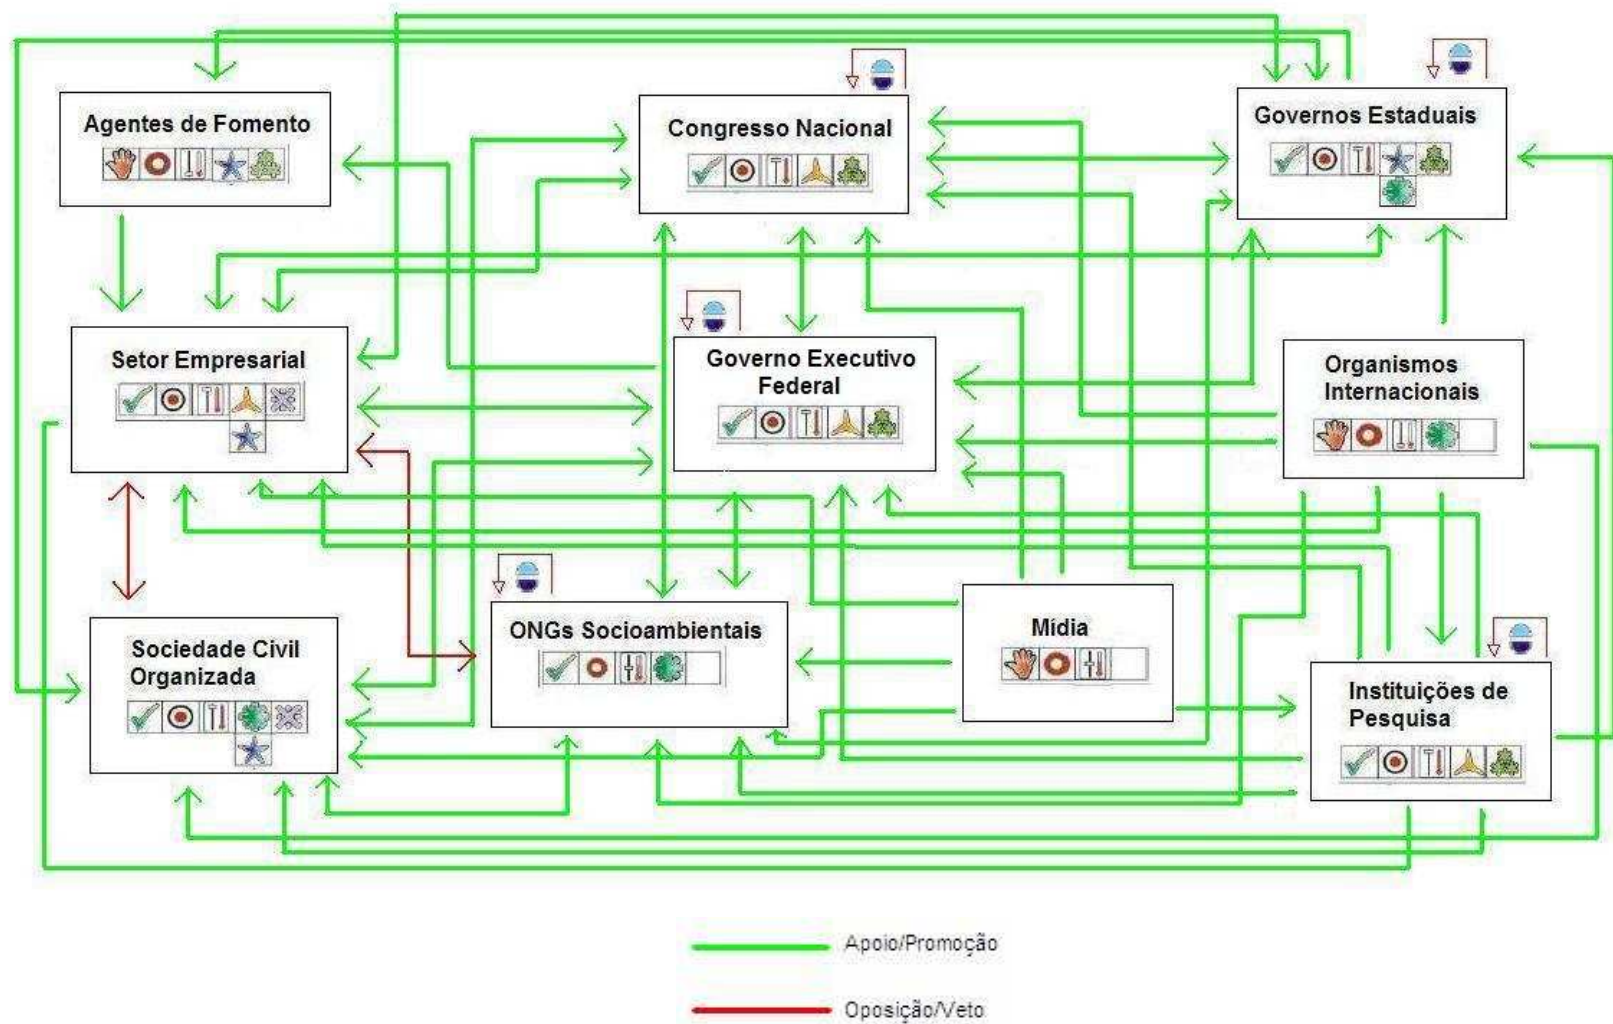 Agentes de Fomento
Congresso Nacional
Governos Estaduais
Setor Empresarial
Governo Executivo
Federal
Organismos
Internacionais
Sociedade Civil
Organizada
ONGs Socioambientais
Mídia
Instituições de
Pesquisa
Apoio/Promoção
Oposição/Veto